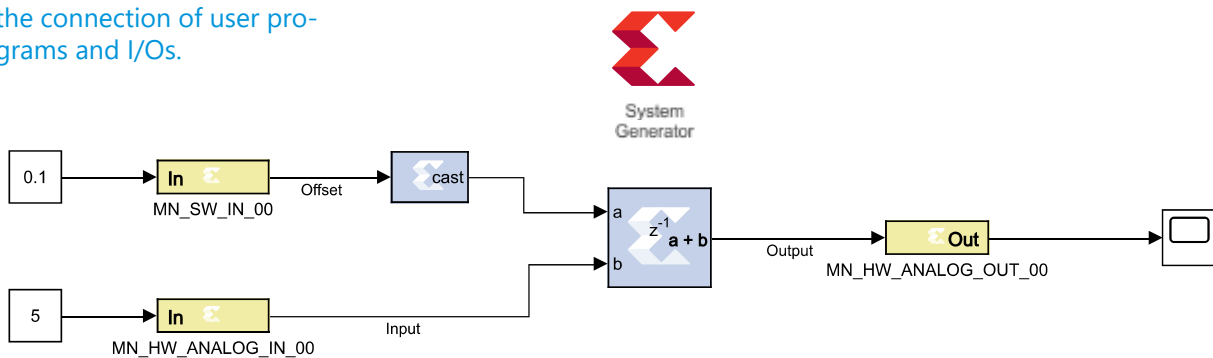 the connection of user pro-
grams and I/Os.
System
Generator
0.1
In
MN_SW_IN_00
Offset
cast
a
z-1
a + b
b
Output
Out
MN_HW_ANALOG_OUT_00
5
In
MN_HW_ANALOG_IN_00
Input